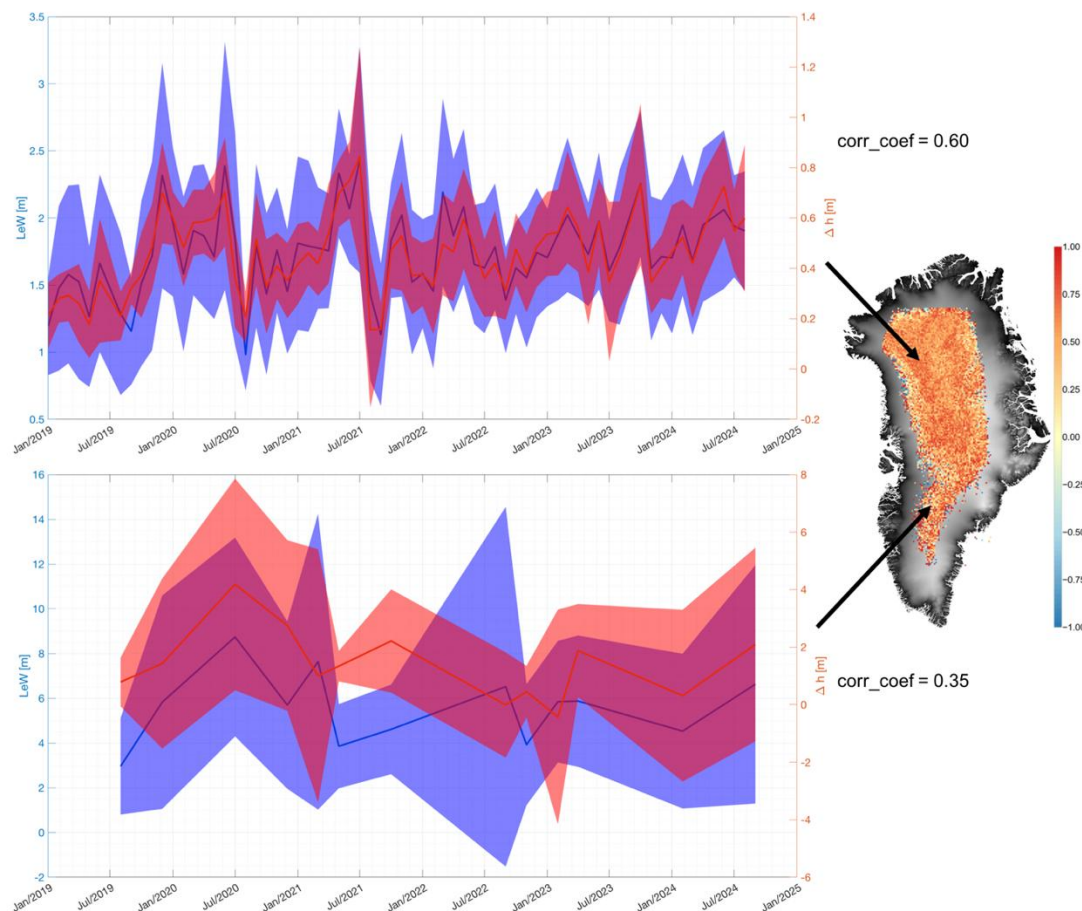 3.5
3
2.5
2
1.5
1
0.5
LeW [m]
1.4
1.2
1
0.8
0.6
0.4
0.2
0
-0.2
Δ h [m]
Jan/2019
Jul/2019
Jan/2020
Jul/2020
Jan/2021
Jul/2021
Jan/2022
Jul/2022
Jan/2023
Jul/2023
Jan/2024
Jul/2024
Jan/2025
corr_coef = 0.60
1.00
0.75
0.50
0.25
0.00
−0.25
−0.50
−0.75
−1.00
16
14
12
10
8
6
4
2
0
-2
LeW [m]
8
6
4
2
0
-2
-4
-6
Δ h [m]
Jan/2019
Jul/2019
Jan/2020
Jul/2020
Jan/2021
Jul/2021
Jan/2022
Jul/2022
Jan/2023
Jul/2023
Jan/2024
Jul/2024
Jan/2025
corr_coef = 0.35